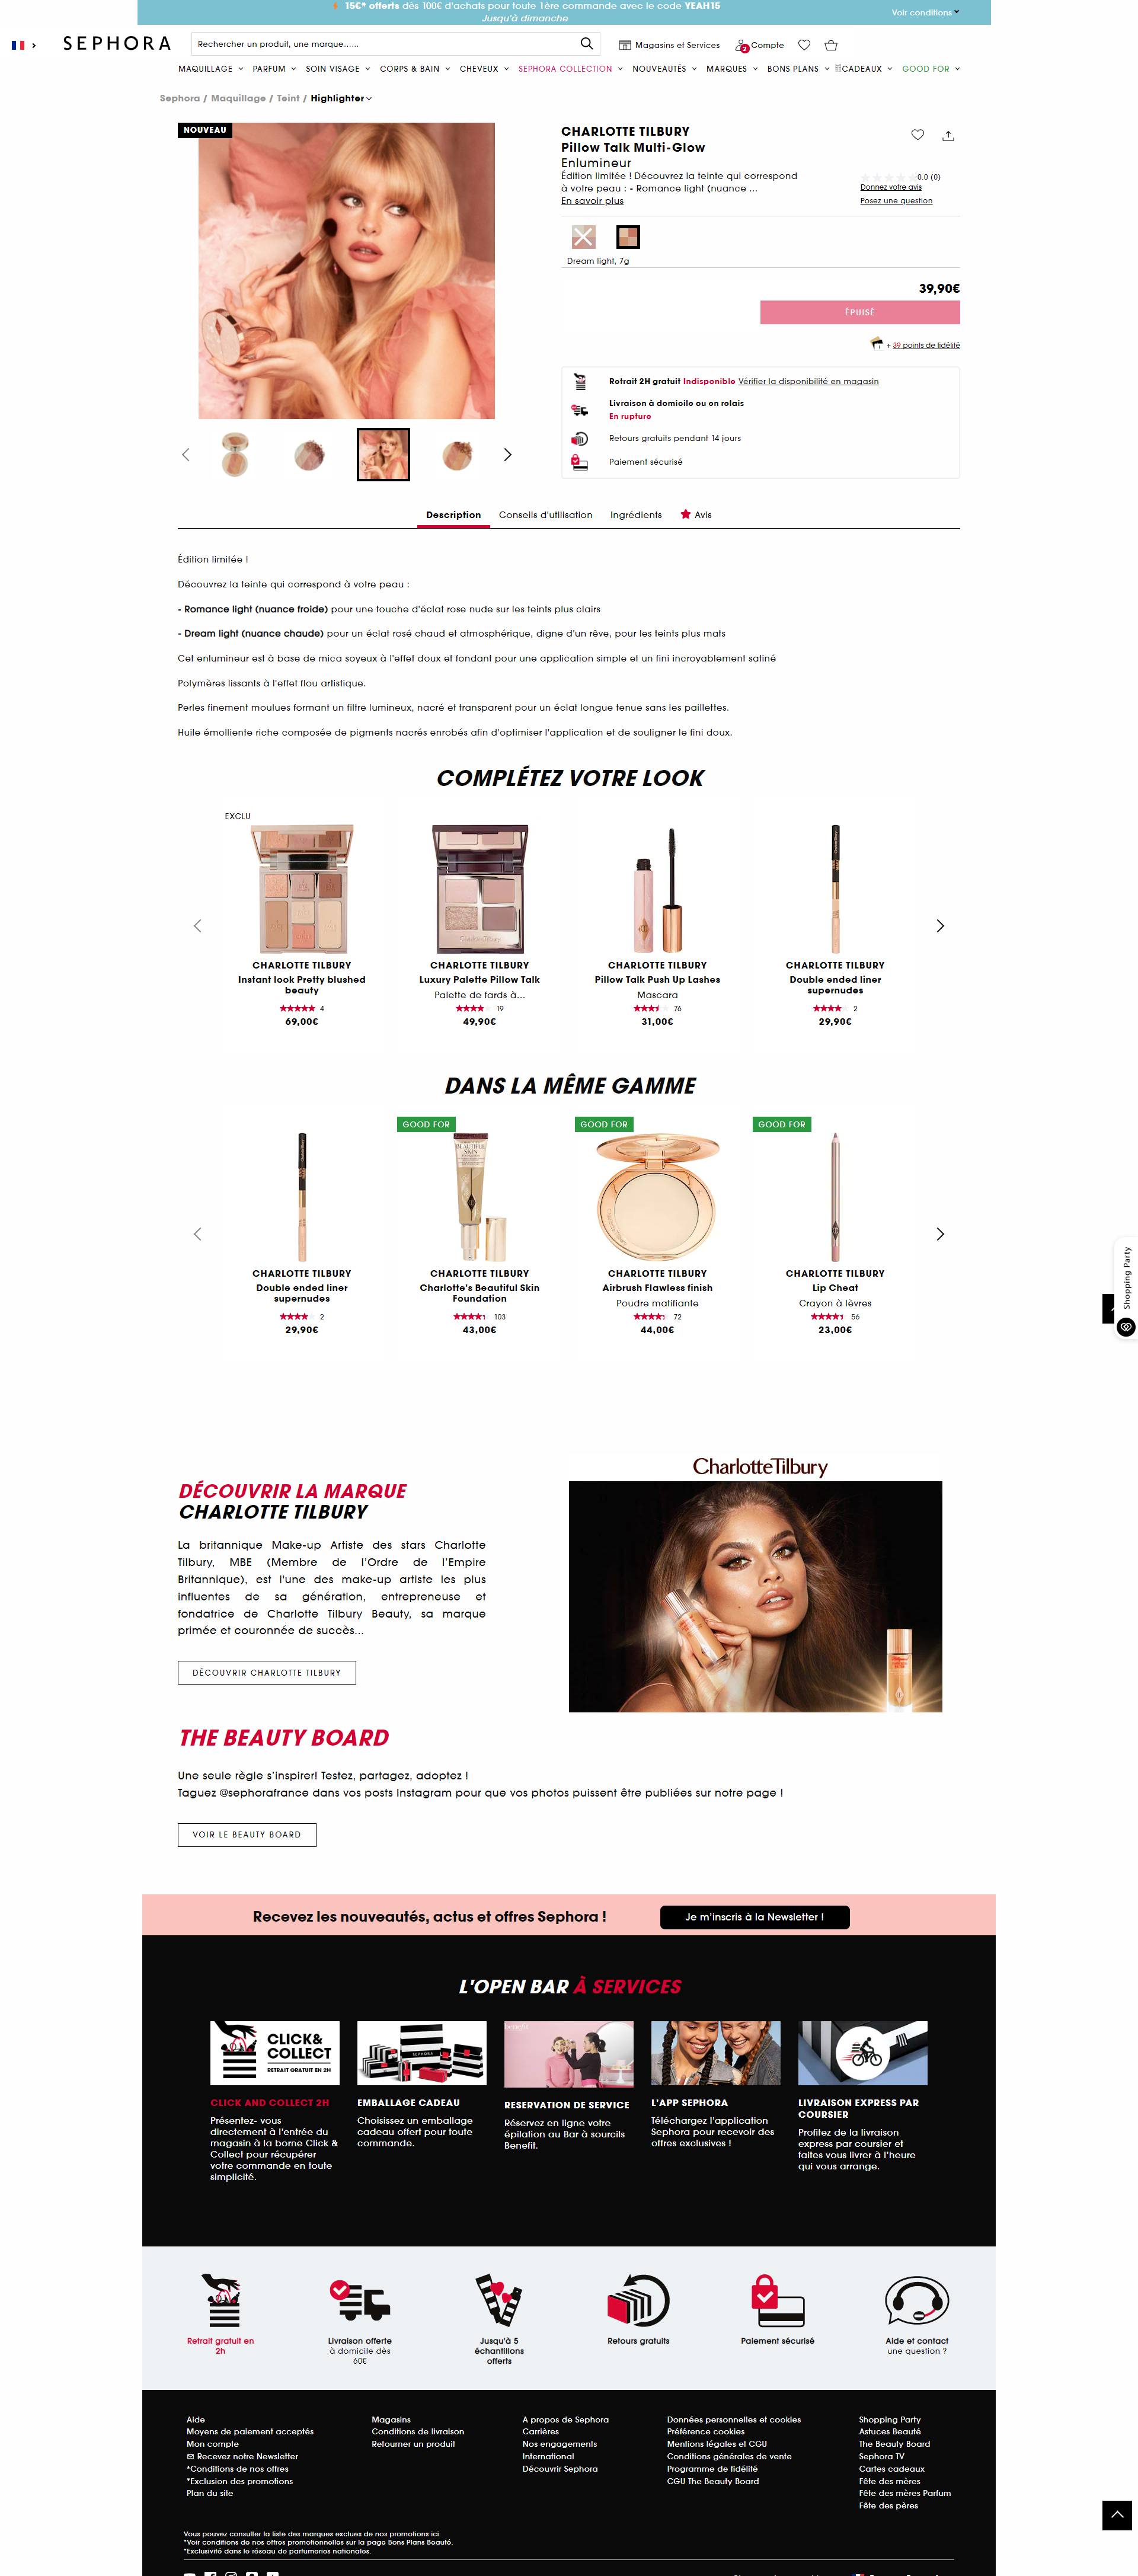 15€* offerts dès 100€ d'achats pour toute 1ère commande avec le code YEAH15
Jusqu'à dimanche
Voir conditions
SEPHORA
Rechercher un produit, une marque......
Magasins et Services
2
Compte
MAQUILLAGE
PARFUM
SOIN VISAGE
CORPS & BAIN
CHEVEUX
SEPHORA COLLECTION
NOUVEAUTÉS
MARQUES
BONS PLANS
CADEAUX
GOOD FOR
Sephora / Maquillage / Teint / Highlighter
NOUVEAU
CHARLOTTE TILBURY
Pillow Talk Multi-Glow
Enlumineur
Édition limitée ! Découvrez la teinte qui correspond
à votre peau : - Romance light (nuance ...
En savoir plus
0.0 (0)
Donnez votre avis
Posez une question
Dream light, 7g
39,90€
ÉPUISÉ
+ 39 points de fidélité
Retrait 2H gratuit Indisponible Vérifier la disponibilité en magasin
Livraison à domicile ou en relais
En rupture
Retours gratuits pendant 14 jours
Paiement sécurisé
Description
Conseils d'utilisation
Ingrédients
Avis
Édition limitée !
Découvrez la teinte qui correspond à votre peau :
- Romance light (nuance froide) pour une touche d'éclat rose nude sur les teints plus clairs
- Dream light (nuance chaude) pour un éclat rosé chaud et atmosphérique, digne d'un rêve, pour les teints plus mats
Cet enlumineur est à base de mica soyeux à l'effet doux et fondant pour une application simple et un fini incroyablement satiné
Polymères lissants à l'effet flou artistique.
Perles finement moulues formant un filtre lumineux, nacré et transparent pour un éclat longue tenue sans les paillettes.
Huile émolliente riche composée de pigments nacrés enrobés afin d'optimiser l'application et de souligner le fini doux.
COMPLÉTEZ VOTRE LOOK
EXCLU
CHARLOTTE TILBURY
Instant look Pretty blushed
beauty
4
69,00€
CHARLOTTE TILBURY
Luxury Palette Pillow Talk
Palette de fards à...
19
49,90€
CHARLOTTE TILBURY
Pillow Talk Push Up Lashes
Mascara
76
31,00€
CHARLOTTE TILBURY
Double ended liner
supernudes
2
29,90€
DANS LA MÊME GAMME
CHARLOTTE TILBURY
Double ended liner
supernudes
2
29,90€
GOOD FOR
BEAUTIFUL
SKIN
CHARLOTTE TILBURY
Charlotte's Beautiful Skin
Foundation
103
43,00€
GOOD FOR
CHARLOTTE TILBURY
Airbrush Flawless finish
Poudre matifiante
72
44,00€
GOOD FOR
CHARLOTTE TILBURY
Lip Cheat
Crayon à lèvres
56
23,00€
Shopping Party
DÉCOUVRIR LA MARQUE
CHARLOTTE TILBURY
La britannique Make-up Artiste des stars Charlotte
Tilbury, MBE (Membre de l'Ordre de l'Empire
Britannique), est l'une des make-up artiste les plus
influentes de sa génération, entrepreneuse et
fondatrice de Charlotte Tilbury Beauty, sa marque
primée et couronnée de succès...
DÉCOUVRIR CHARLOTTE TILBURY
Charlotte Tilbury
THE BEAUTY BOARD
Une seule règle s'inspirer! Testez, partagez, adoptez !
Taguez @sephorafrance dans vos posts Instagram pour que vos photos puissent être publiées sur notre page !
VOIR LE BEAUTY BOARD
Recevez les nouveautés, actus et offres Sephora !
Je m'inscris à la Newsletter !
L'OPEN BAR À SERVICES
CLICK&
COLLECT
RETRAIT GRATUIT EN 2H
CLICK AND COLLECT 2H
Présentez- vous
directement à l'entrée du
magasin à la borne Click &
Collect pour récupérer
votre commande en toute
simplicité.
SEPHORA
EMBALLAGE CADEAU
Choisissez un emballage
cadeau offert pour toute
commande.
benefit
RESERVATION DE SERVICE
Réservez en ligne votre
épilation au Bar à sourcils
Benefit.
L'APP SEPHORA
Téléchargez l'application
Sephora pour recevoir des
offres exclusives !
LIVRAISON EXPRESS PAR
COURSIER
Profitez de la livraison
express par coursier et
faites vous livrer à l'heure
qui vous arrange.
Retrait gratuit en
2h
Livraison offerte
à domicile dès
60€
Jusqu'à 5
échantillons
offerts
Retours gratuits
Paiement sécurisé
Aide et contact
une question ?
Aide
Moyens de paiement acceptés
Mon compte
Recevez notre Newsletter
*Conditions de nos offres
*Exclusion des promotions
Plan du site
Magasins
Conditions de livraison
Retourner un produit
A propos de Sephora
Carrières
Nos engagements
International
Découvrir Sephora
Données personnelles et cookies
Préférence cookies
Mentions légales et CGU
Conditions générales de vente
Programme de fidélité
CGU The Beauty Board
Shopping Party
Astuces Beauté
The Beauty Board
Sephora TV
Cartes cadeaux
Fête des mères
Fête des mères Parfum
Fête des pères
Vous pouvez consulter la liste des marques exclues de nos promotions ici.
*Voir conditions de nos offres promotionnelles sur la page Bons Plans Beauté.
*Exclusivité dans le réseau de parfumeries nationales.